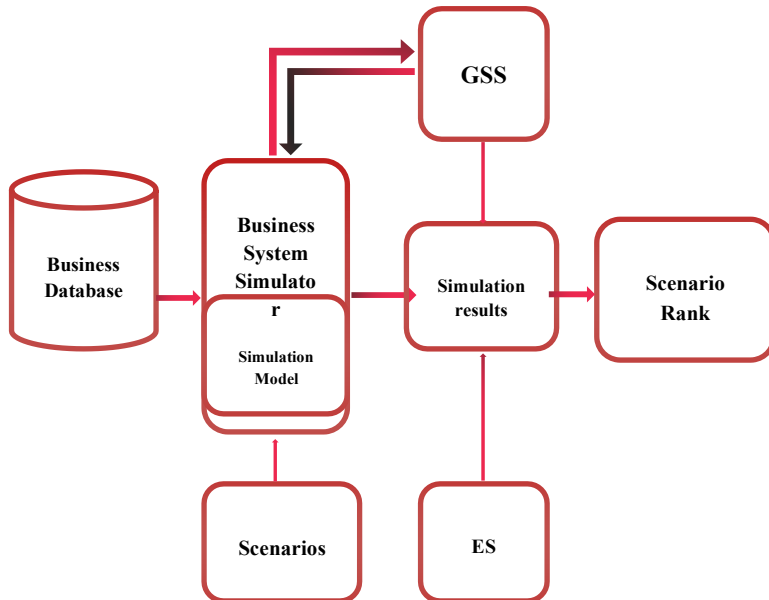 GSS
Business
Database
Business
System
Simulato
r
Simulation
Model
Simulation
results
Scenario
Rank
Scenarios
ES